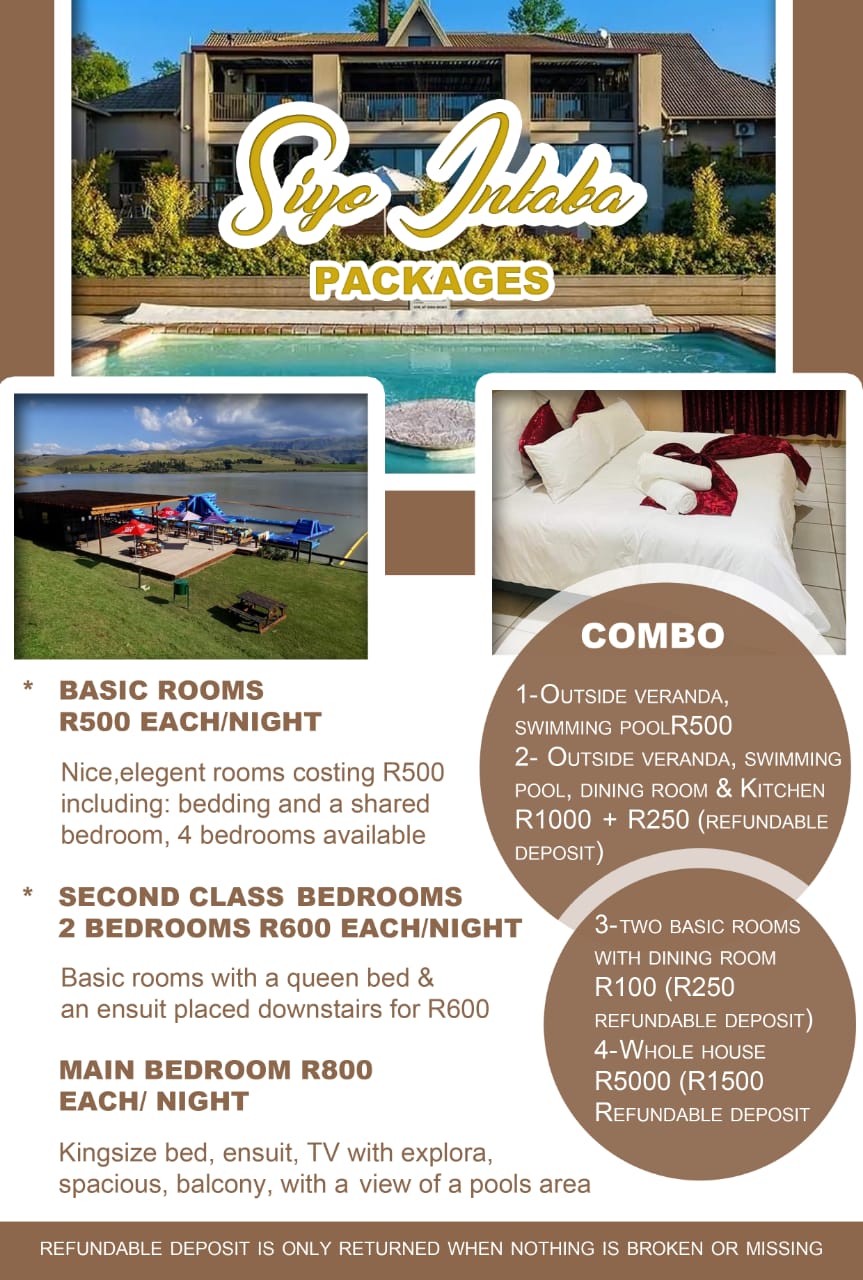 Siyo Intaba
PACKAGES
* BASIC ROOMS
R500 EACH/NIGHT
Nice,elegent rooms costing R500
including: bedding and a shared
bedroom, 4 bedrooms available
* SECOND CLASS BEDROOMS
2 BEDROOMS R600 EACH/NIGHT
Basic rooms with a queen bed &
an ensuit placed downstairs for R600
MAIN BEDROOM R800
EACH/ NIGHT
Kingsize bed, ensuit, TV with explora,
spacious, balcony, with a view of a pools area
COMBO
1-Outside veranda,
swimming poolR500
2- Outside veranda, swimming
pool, dining room & Kitchen
R1000 + R250 (refundable
deposit)
3-two basic rooms
with dining room
R100 (R250
refundable deposit)
4-Whole house
R5000 (R1500
Refundable deposit
REFUNDABLE DEPOSIT IS ONLY RETURNED WHEN NOTHING IS BROKEN OR MISSING